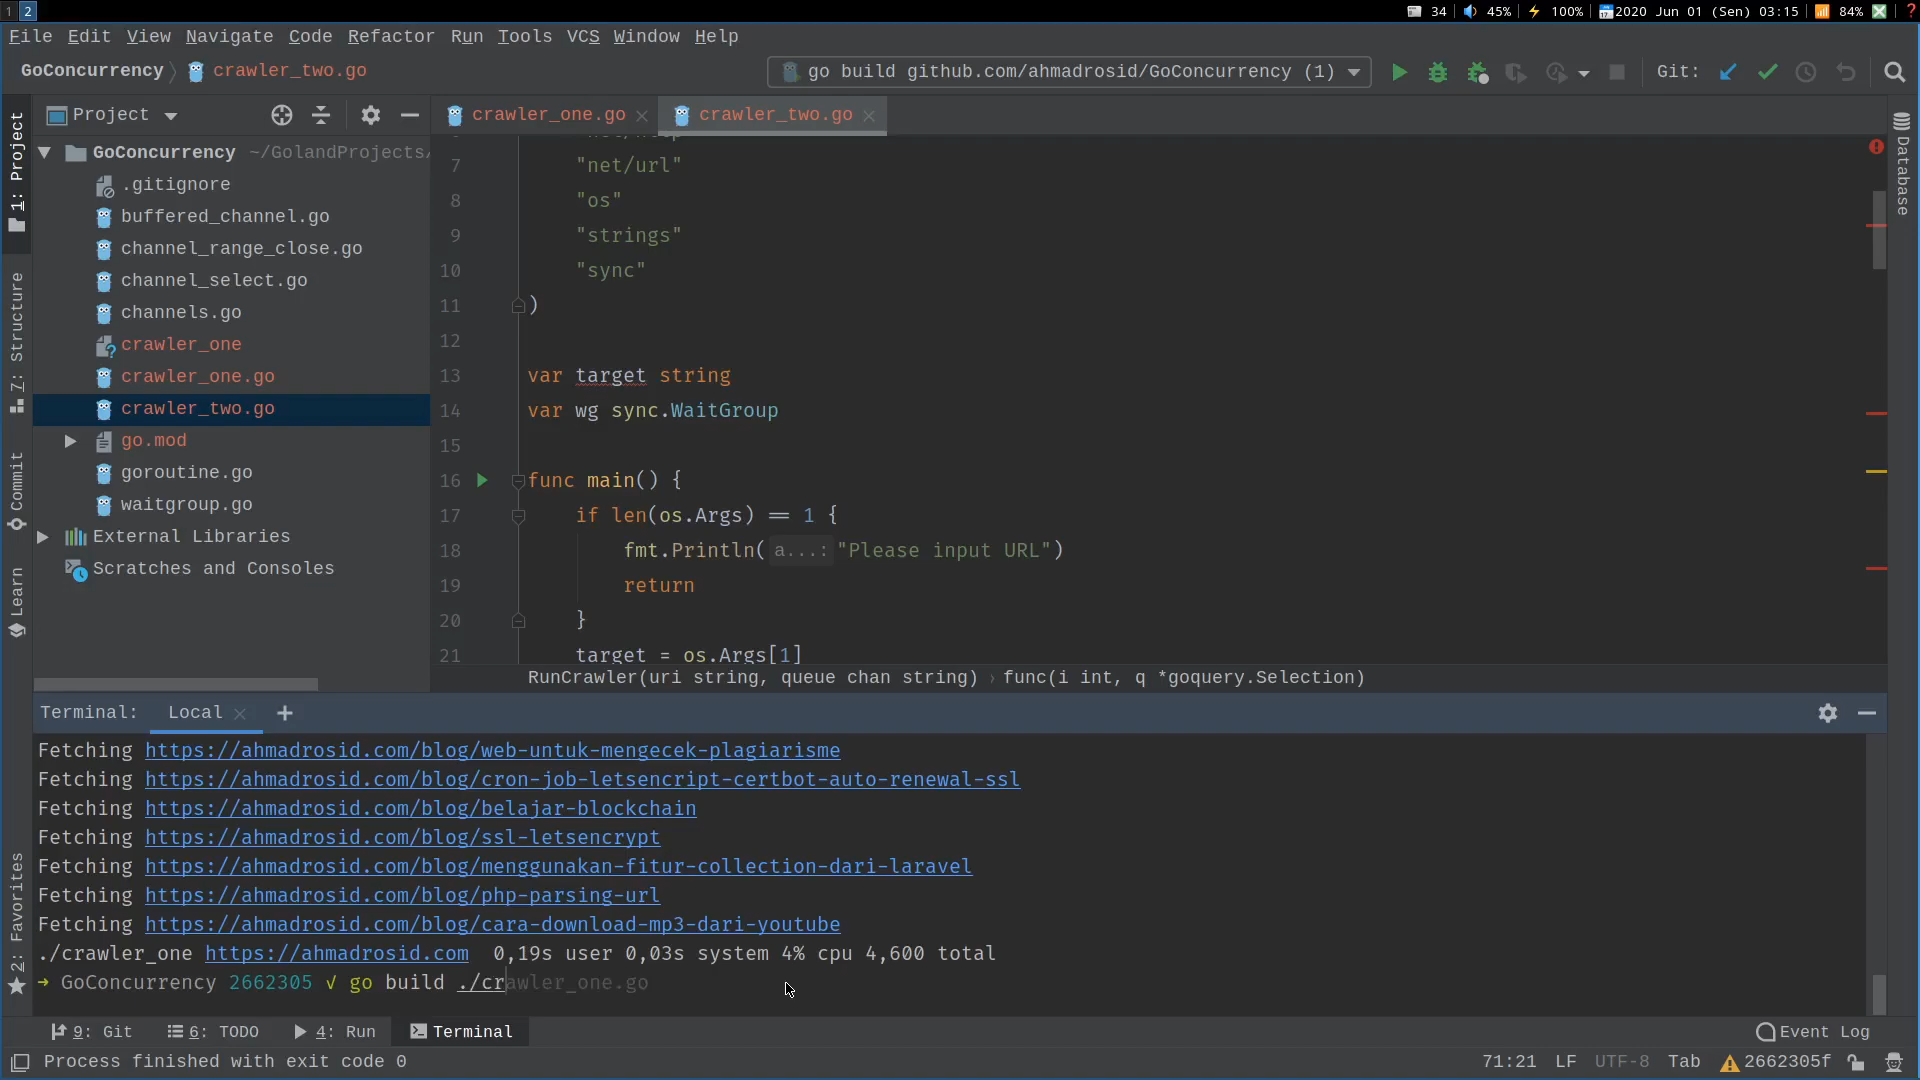 1 2 34 45% 100% 2020 Jun 01 (Sen) 03:15 84%
File Edit View Navigate Code Refactor Run Tools VCS Window Help
GoConcurrency crawler_two.go go build github.com/ahmadrosid/GoConcurrency (1) Git:
Project crawler_one.go crawler_two.go
1: Project
7: Structure
Commit
Learn
2: Favorites
Database
GoConcurrency ~/GolandProjects/
.gitignore
buffered_channel.go
channel_range_close.go
channel_select.go
channels.go
crawler_one
crawler_one.go
crawler_two.go
go.mod
goroutine.go
waitgroup.go
External Libraries
Scratches and Consoles
7 "net/url"
8 "os"
9 "strings"
10 "sync"
11 )
12
13 var target string
14 var wg sync.WaitGroup
15
16 func main() {
17 if len(os.Args) == 1 {
18 fmt.Println( a...: "Please input URL")
19 return
20 }
21 target = os.Args[1]
RunCrawler(uri string, queue chan string) › func(i int, q *goquery.Selection)
Terminal: Local
Fetching https://ahmadrosid.com/blog/web-untuk-mengecek-plagiarisme
Fetching https://ahmadrosid.com/blog/cron-job-letsencript-certbot-auto-renewal-ssl
Fetching https://ahmadrosid.com/blog/belajar-blockchain
Fetching https://ahmadrosid.com/blog/ssl-letsencrypt
Fetching https://ahmadrosid.com/blog/menggunakan-fitur-collection-dari-laravel
Fetching https://ahmadrosid.com/blog/php-parsing-url
Fetching https://ahmadrosid.com/blog/cara-download-mp3-dari-youtube
./crawler_one https://ahmadrosid.com 0,19s user 0,03s system 4% cpu 4,600 total
→ GoConcurrency 2662305 √ go build ./crawler_one.go
9: Git 6: TODO 4: Run Terminal Event Log
Process finished with exit code 0 71:21 LF UTF-8 Tab 2662305f